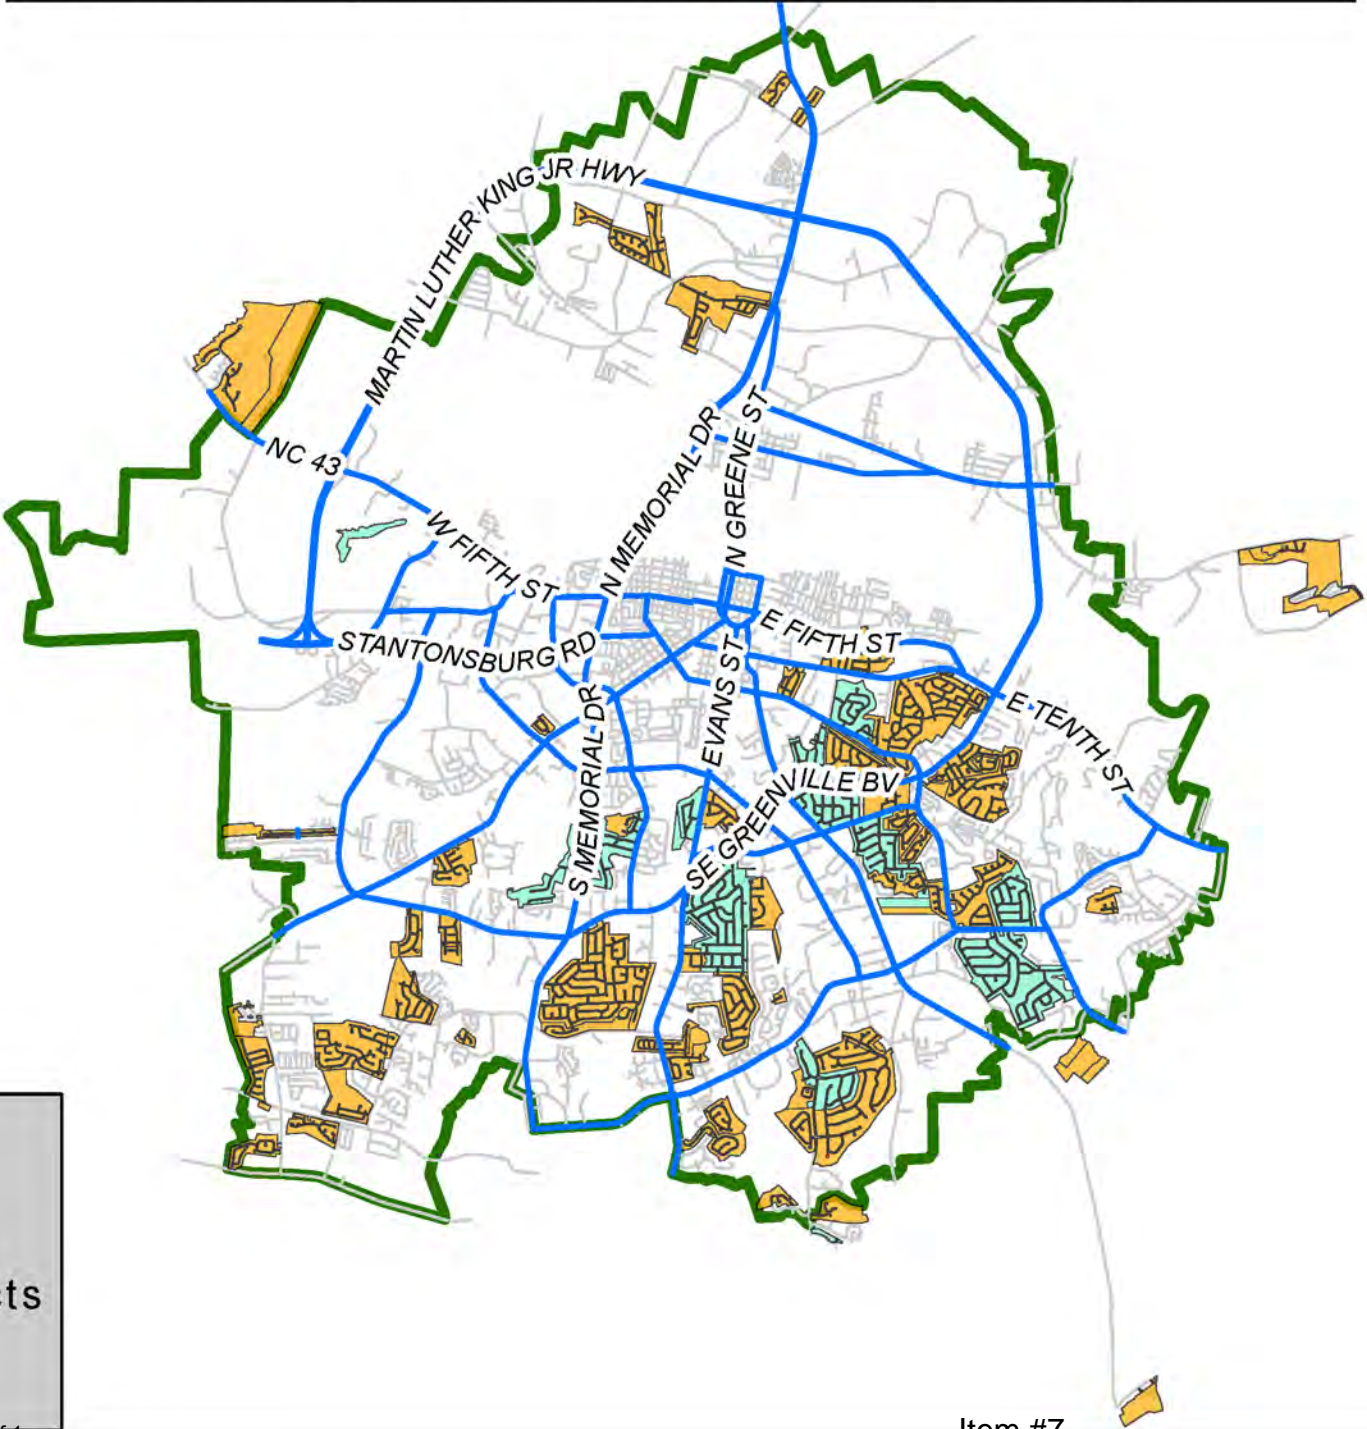 MARTIN LUTHER KING JR HWY
NC 43
W FIFTH ST
N MEMORIAL DR
N GREENE ST
STANTONSBURG RD
E FIFTH ST
EVANS ST
E TENTH ST
S MEMORIAL DR
SE GREENVILLE BV
ts
Item #7